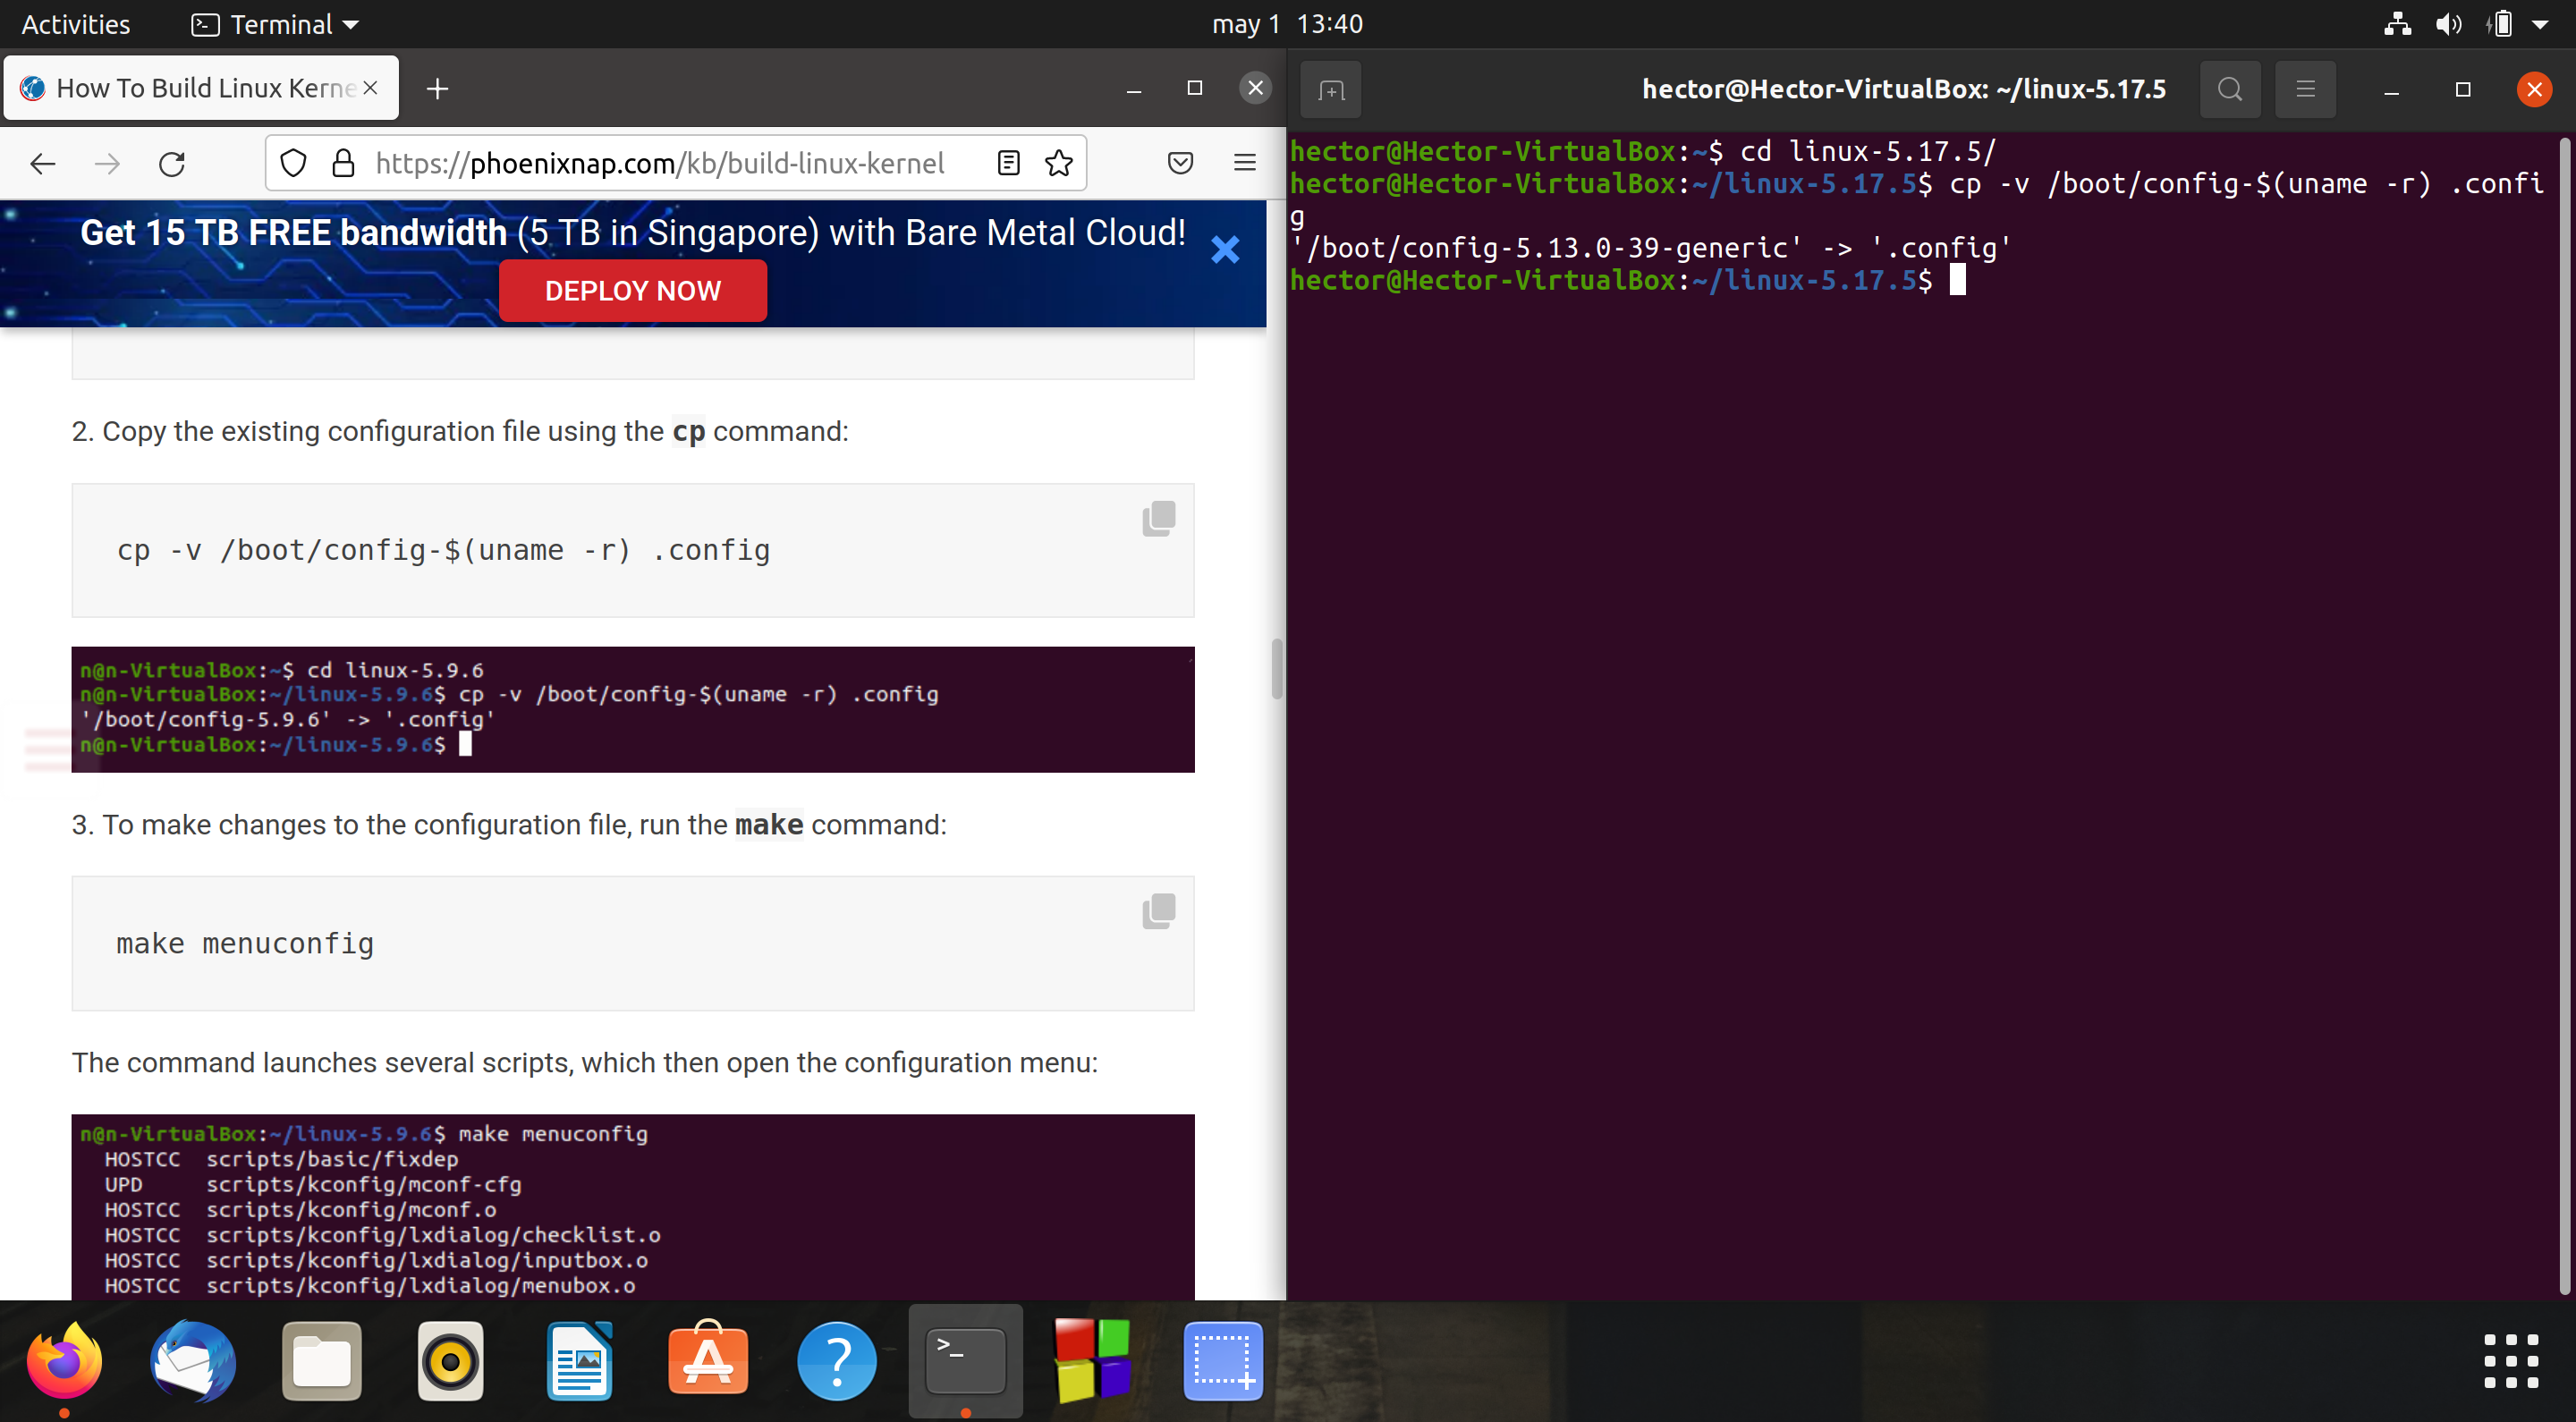 Activities
Terminal
may 1 13:40
How To Build Linux Kerne
https://phoenixnap.com/kb/build-linux-kernel
Get 15 TB FREE bandwidth (5 TB in Singapore) with Bare Metal Cloud!
DEPLOY NOW
2. Copy the existing configuration file using the cp command:
cp -v /boot/config-$(uname -r) .config
n@n-VirtualBox:~$ cd linux-5.9.6
n@n-VirtualBox:~/linux-5.9.6$ cp -v /boot/config-$(uname -r) .config
'/boot/config-5.9.6' -> '.config'
n@n-VirtualBox:~/linux-5.9.6$
3. To make changes to the configuration file, run the make command:
make menuconfig
The command launches several scripts, which then open the configuration menu:
n@n-VirtualBox:~/linux-5.9.6$ make menuconfig
HOSTCC scripts/basic/fixdep
UPD scripts/kconfig/mconf-cfg
HOSTCC scripts/kconfig/mconf.o
HOSTCC scripts/kconfig/lxdialog/checklist.o
HOSTCC scripts/kconfig/lxdialog/inputbox.o
HOSTCC scripts/kconfig/lxdialog/menubox.o
hector@Hector-VirtualBox: ~/linux-5.17.5
hector@Hector-VirtualBox:~$ cd linux-5.17.5/
hector@Hector-VirtualBox:~/linux-5.17.5$ cp -v /boot/config-$(uname -r) .confi
g
'/boot/config-5.13.0-39-generic' -> '.config'
hector@Hector-VirtualBox:~/linux-5.17.5$